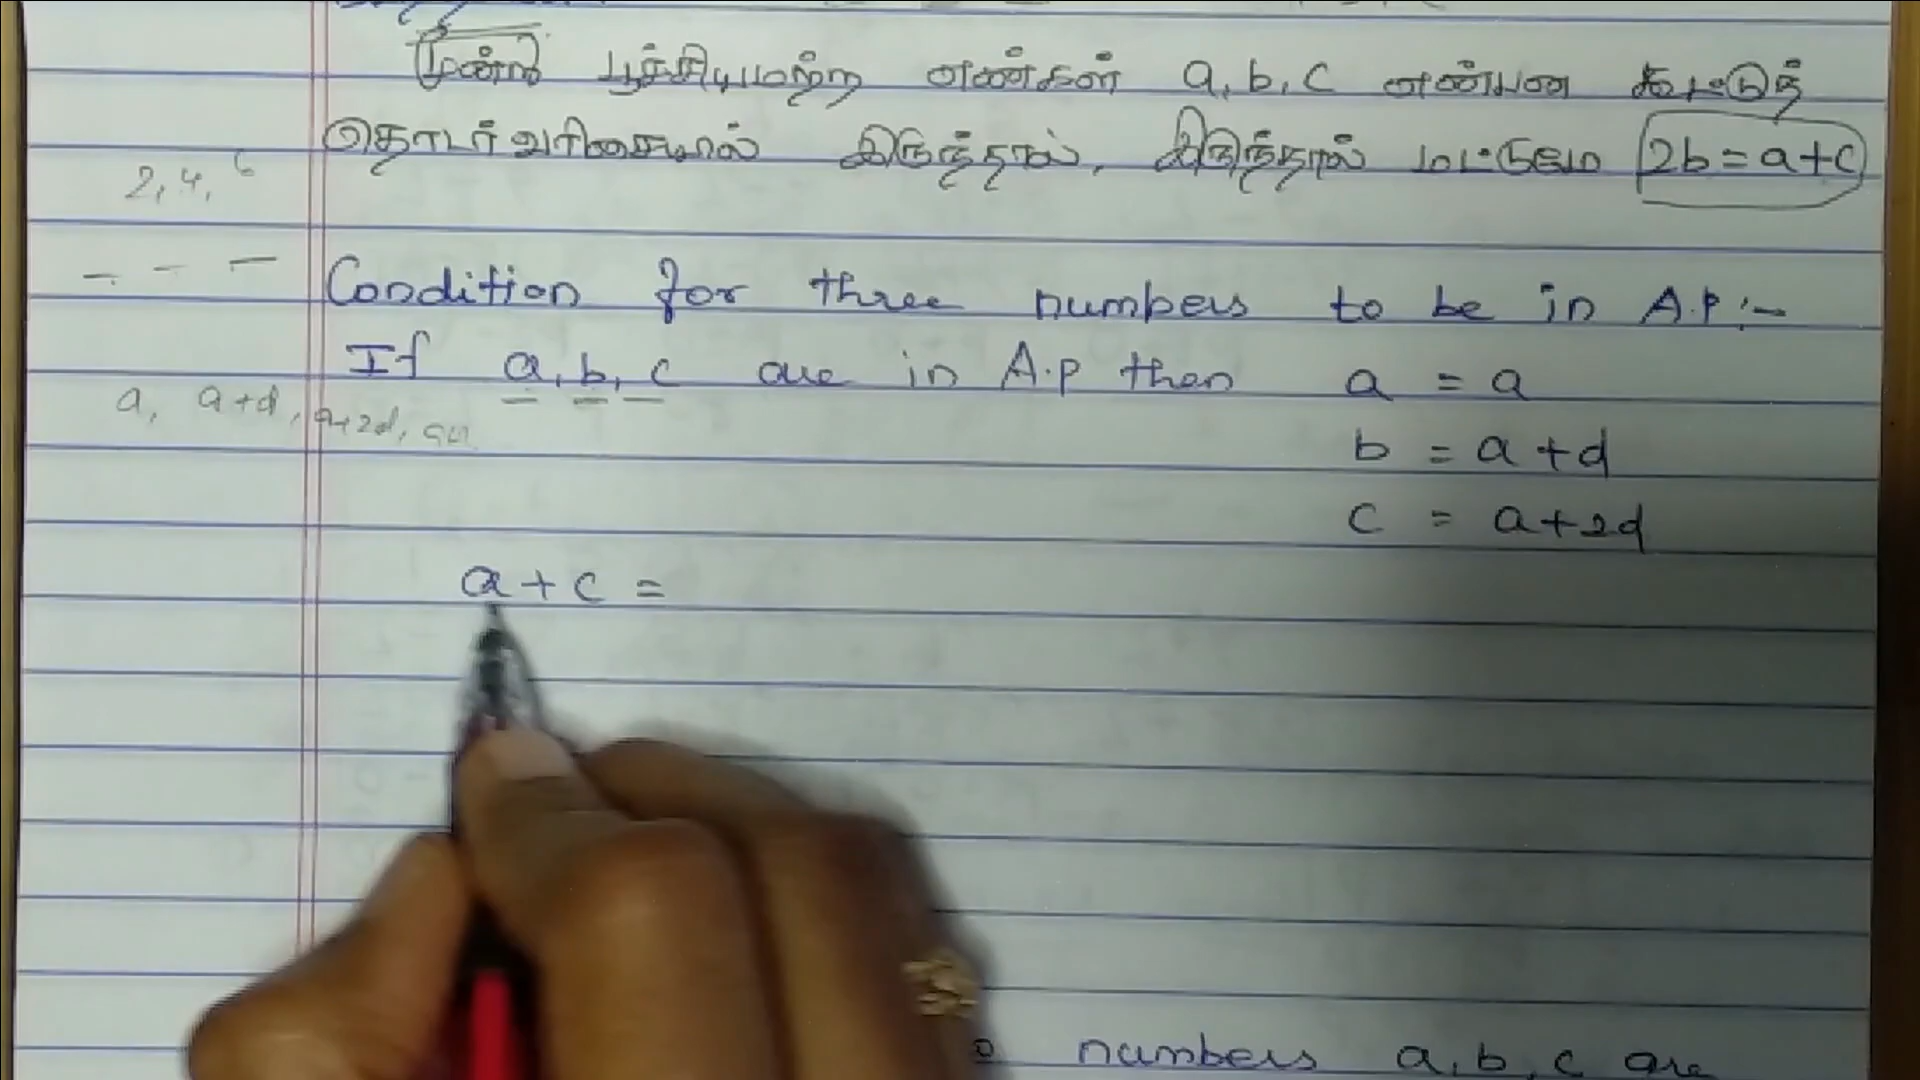 மூன்று பூச்சியமற்ற எண்கள் a, b, c என்பன கூட்டுத்
தொடர்வரிசையில் இருந்தால், இருந்தால் மட்டுமே 2b = a+c
2, 4, 6
Condition for three numbers to be in A.P :-
If a, b, c are in A.P then a = a
a, a+d, a+2d,
b = a+d
c = a+2d
a + c =
numbers a, b, c are